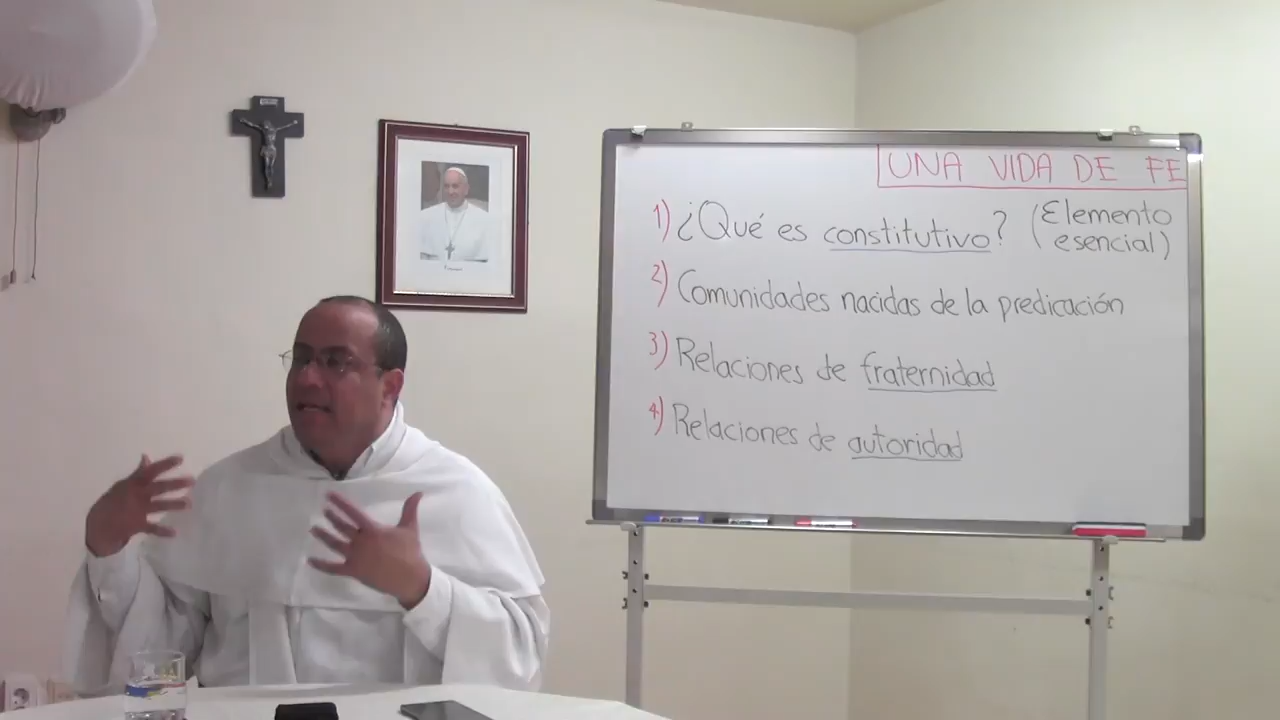 UNA VIDA DE FE
1) ¿Qué es constitutivo? (Elemento
esencial)
2) Comunidades nacidas de la predicación
3) Relaciones de fraternidad
4) Relaciones de autoridad